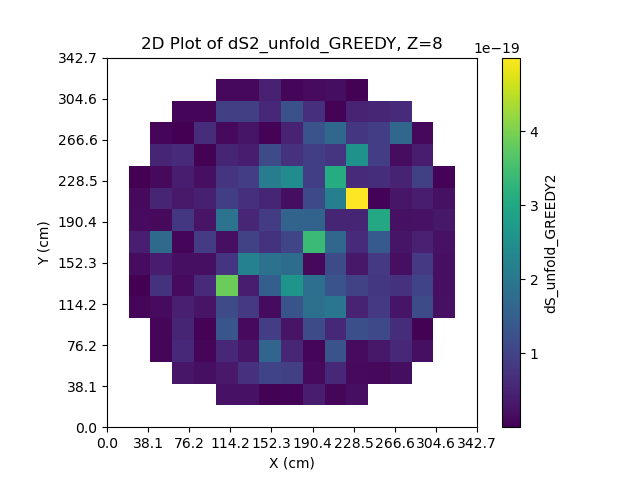 2D Plot of dS2_unfold_GREEDY, Z=8
1e−19
342.7
304.6
266.6
228.5
190.4
152.3
114.2
76.2
38.1
0.0
Y (cm)
0.0 38.1 76.2 114.2 152.3 190.4 228.5 266.6 304.6 342.7
X (cm)
4
3
2
1
dS_unfold_GREEDY2